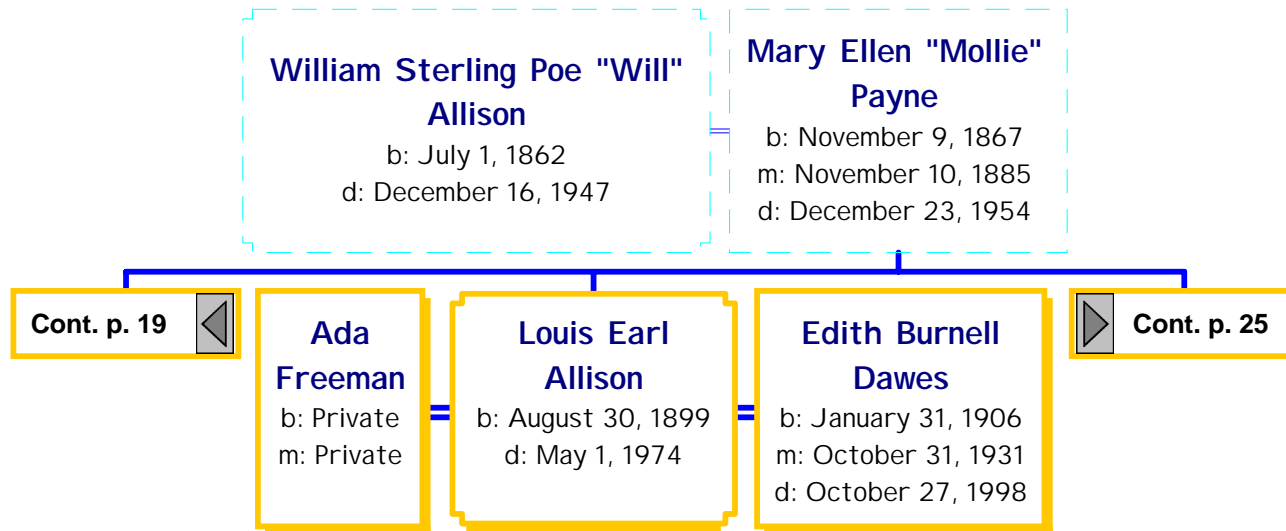 William Sterling Poe "Will"
Allison
b: July 1, 1862
d: December 16, 1947
Mary Ellen "Mollie"
Payne
b: November 9, 1867
m: November 10, 1885
d: December 23, 1954
Cont. p. 19
Ada
Freeman
b: Private
m: Private
Louis Earl
Allison
b: August 30, 1899
d: May 1, 1974
Edith Burnell
Dawes
b: January 31, 1906
m: October 31, 1931
d: October 27, 1998
Cont. p. 25